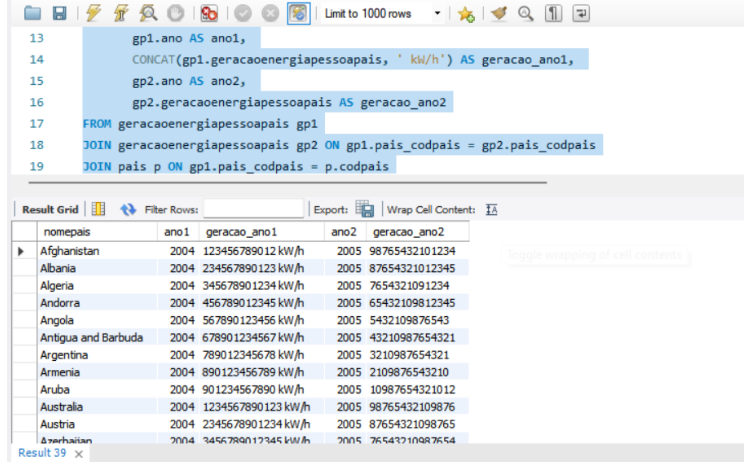 Limit to 1000 rows
13 gp1.ano AS ano1,
14 CONCAT(gp1.geracaoenergiapessoapais, ' kW/h') AS geracao_ano1,
15 gp2.ano AS ano2,
16 gp2.geracaoenergiapessoapais AS geracao_ano2
17 FROM geracaoenergiapessoapais gp1
18 JOIN geracaoenergiapessoapais gp2 ON gp1.pais_codpais = gp2.pais_codpais
19 JOIN pais p ON gp1.pais_codpais = p.codpais
Result Grid Filter Rows: Export: Wrap Cell Content:
nomepais ano1 geracao_ano1 ano2 geracao_ano2
Afghanistan 2004 123456789012 kW/h 2005 98765432101234
Toggle wrapping of cell contents
Albania 2004 234567890123 kW/h 2005 87654321012345
Algeria 2004 345678901234 kW/h 2005 7654321091234
Andorra 2004 456789012345 kW/h 2005 65432109812345
Angola 2004 567890123456 kW/h 2005 5432109876543
Antigua and Barbuda 2004 678901234567 kW/h 2005 43210987654321
Argentina 2004 789012345678 kW/h 2005 3210987654321
Armenia 2004 890123456789 kW/h 2005 2109876543210
Aruba 2004 901234567890 kW/h 2005 10987654321012
Australia 2004 1234567890123 kW/h 2005 98765432109876
Austria 2004 2345678901234 kW/h 2005 87654321098765
Azerbaijan 2004 3456789012345 kW/h 2005 76543210987654
Result 39